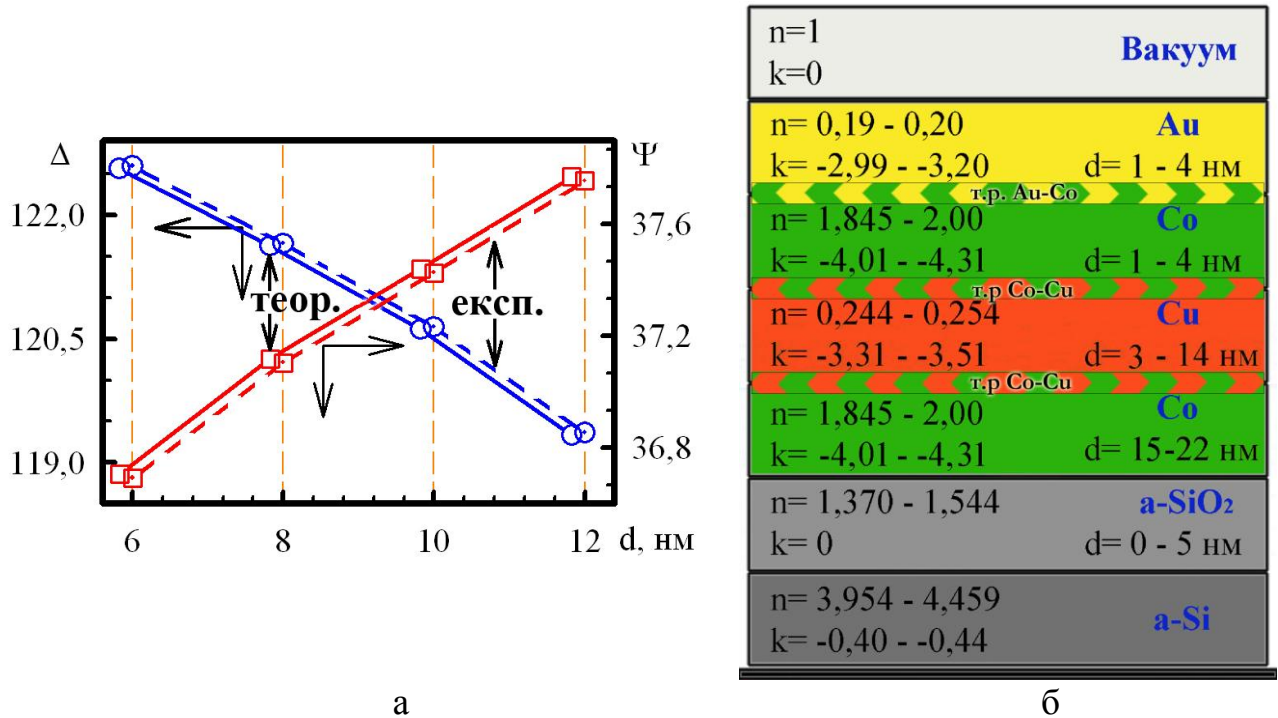 Δ
Ψ
122,0
120,5
119,0
37,6
37,2
36,8
теор.
експ.
6
8
10
12
d, нм
а
n=1
k=0
Вакуум
n= 0,19 - 0,20
Au
k= -2,99 - -3,20
d= 1 - 4 нм
т.р. Au-Co
n= 1,845 - 2,00
Co
k= -4,01 - -4,31
d= 1 - 4 нм
т.р Co-Cu
n= 0,244 - 0,254
Cu
k= -3,31 - -3,51
d= 3 - 14 нм
т.р Co-Cu
n= 1,845 - 2,00
Co
k= -4,01 - -4,31
d= 15-22 нм
n= 1,370 - 1,544
a-SiO₂
k= 0
d= 0 - 5 нм
n= 3,954 - 4,459
k= -0,40 - -0,44
a-Si
б